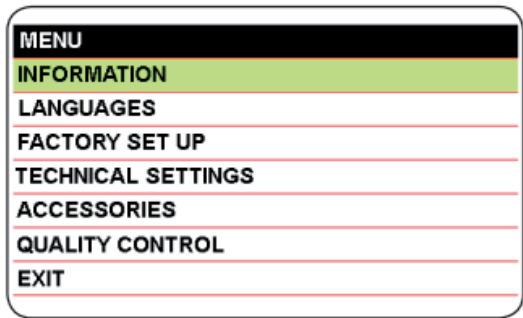 MENU
INFORMATION
LANGUAGES
FACTORY SET UP
TECHNICAL SETTINGS
ACCESSORIES
QUALITY CONTROL
EXIT